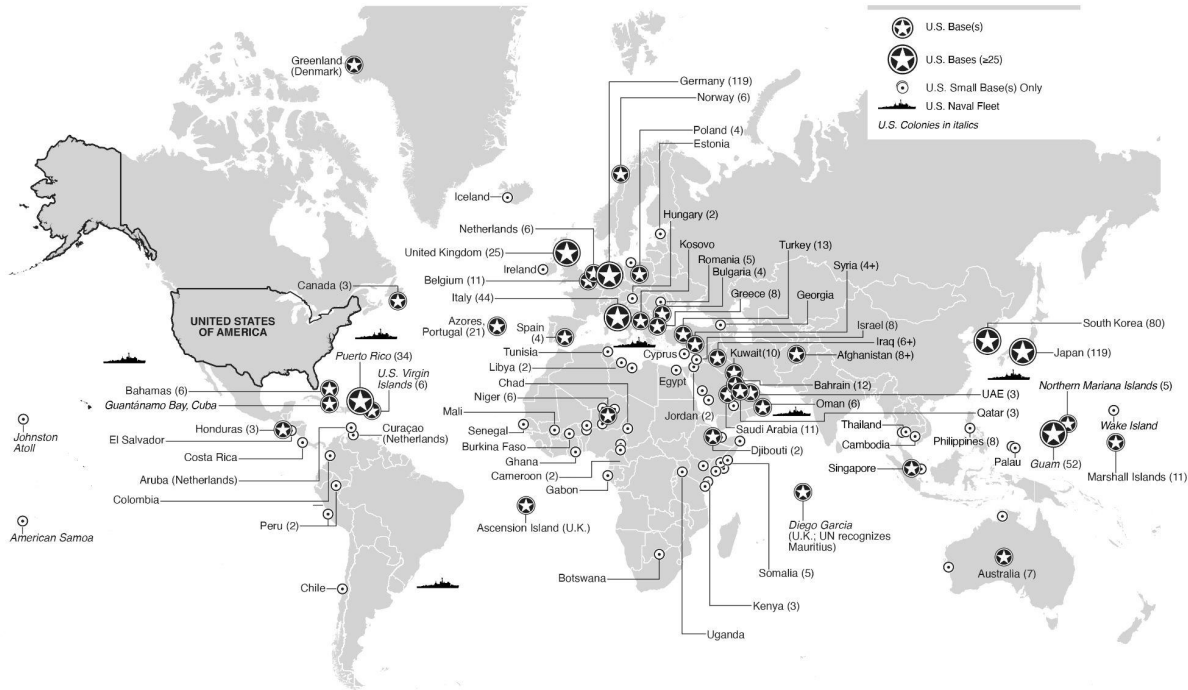 U.S. Base(s)
U.S. Bases (≥25)
U.S. Small Base(s) Only
U.S. Naval Fleet
U.S. Colonies in italics
Greenland
(Denmark)
Germany (119)
Norway (6)
Poland (4)
Estonia
Iceland
Hungary (2)
Netherlands (6)
Kosovo
Turkey (13)
United Kingdom (25)
Romania (5)
Ireland
Bulgaria (4)
Syria (4+)
Belgium (11)
Canada (3)
Greece (8)
Georgia
Italy (44)
UNITED STATES
OF AMERICA
Azores,
Portugal (21)
Spain
(4)
Israel (8)
South Korea (80)
Iraq (6+)
Tunisia
Cyprus
Kuwait(10)
Afghanistan (8+)
Japan (119)
Puerto Rico (34)
Libya (2)
Egypt
U.S. Virgin
Islands (6)
Chad
Bahrain (12)
Northern Mariana Islands (5)
Bahamas (6)
UAE (3)
Niger (6)
Guantánamo Bay, Cuba
Oman (6)
Jordan (2)
Mali
Qatar (3)
Honduras (3)
Curaçao
(Netherlands)
Senegal
Saudi Arabia (11)
Thailand
Wake Island
Johnston
Atoll
El Salvador
Burkina Faso
Djibouti (2)
Cambodia
Philippines (8)
Costa Rica
Ghana
Palau
Guam (52)
Singapore
Aruba (Netherlands)
Cameroon (2)
Marshall Islands (11)
Gabon
Colombia
Peru (2)
Ascension Island (U.K.)
Diego Garcia
(U.K.; UN recognizes
Mauritius)
American Samoa
Botswana
Somalia (5)
Australia (7)
Chile
Kenya (3)
Uganda